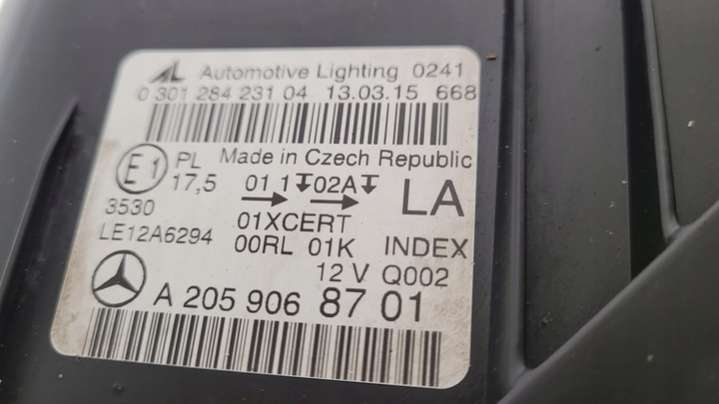 AL Automotive Lighting 0241
0 301 284 231 04 13.03.15 668
E1 PL Made in Czech Republic
17,5 01 1 02A LA
3530 01XCERT
LE12A6294 00RL 01K INDEX
12 V Q002
A 205 906 87 01